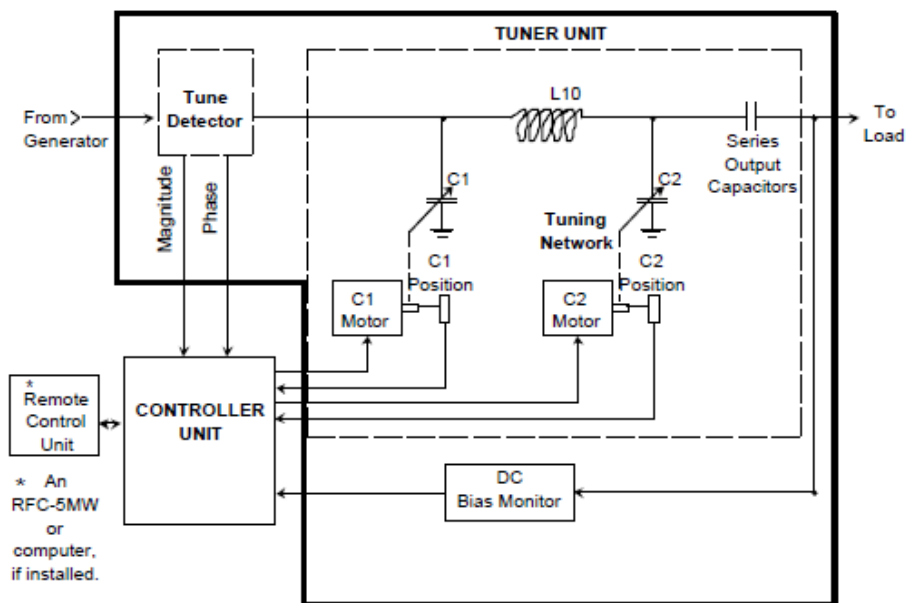 TUNER UNIT
From
Generator
Tune
Detector
L10
To
Load
Series
Output
Capacitors
Magnitude
Phase
C1
C2
Tuning
Network
C1
Position
C2
Position
C1
Motor
C2
Motor
*
Remote
Control
Unit
CONTROLLER
UNIT
DC
Bias Monitor
* An
RFC-5MW
or
computer,
if installed.